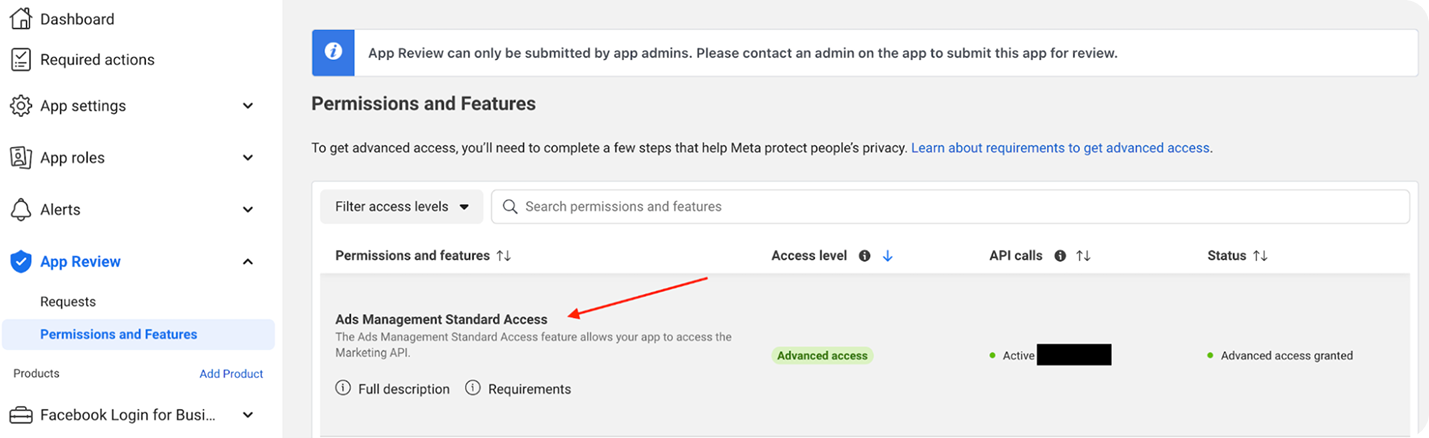 Dashboard
Required actions
App settings
App roles
Alerts
App Review
Requests
Permissions and Features
Products Add Product
Facebook Login for Busi...
App Review can only be submitted by app admins. Please contact an admin on the app to submit this app for review.
Permissions and Features
To get advanced access, you’ll need to complete a few steps that help Meta protect people’s privacy. Learn about requirements to get advanced access.
Filter access levels Search permissions and features
Permissions and features Access level API calls Status
Ads Management Standard Access
The Ads Management Standard Access feature allows your app to access the
Marketing API.
Advanced access Active Advanced access granted
Full description Requirements